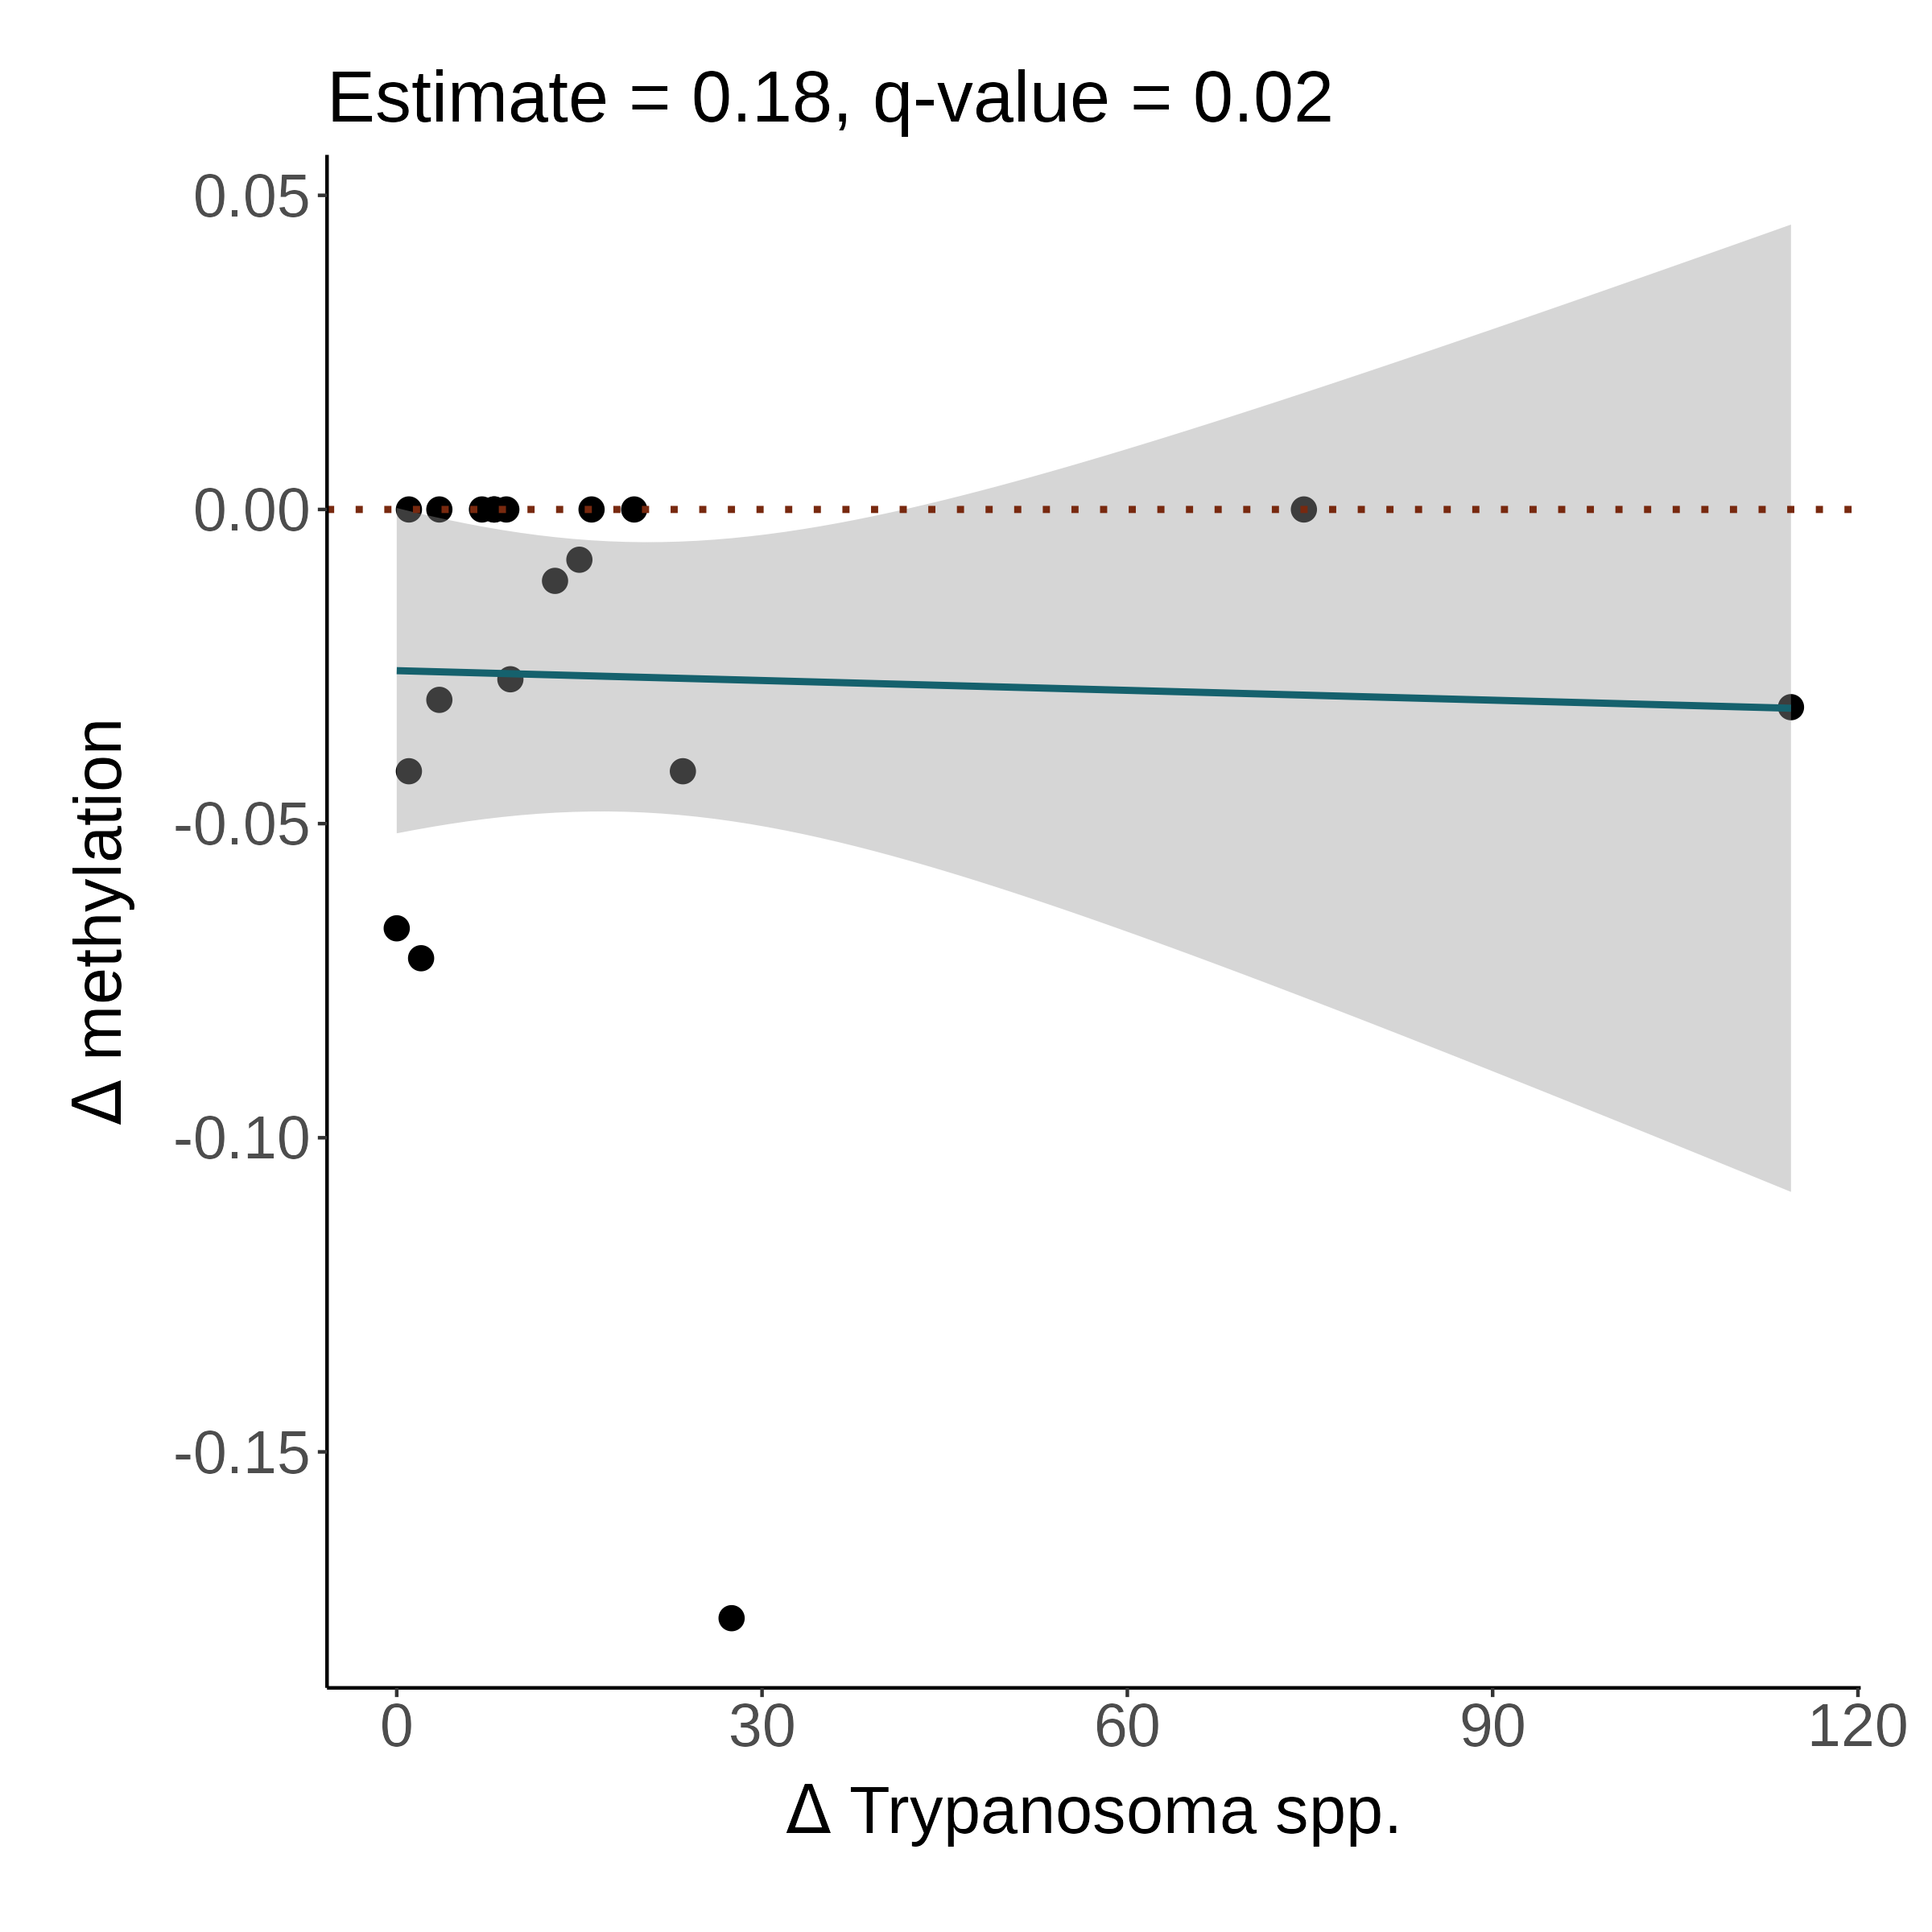 Estimate = 0.18, q-value = 0.02
0.05
0.00
-0.05
-0.10
-0.15
Δ methylation
0 30 60 90 120
Δ Trypanosoma spp.